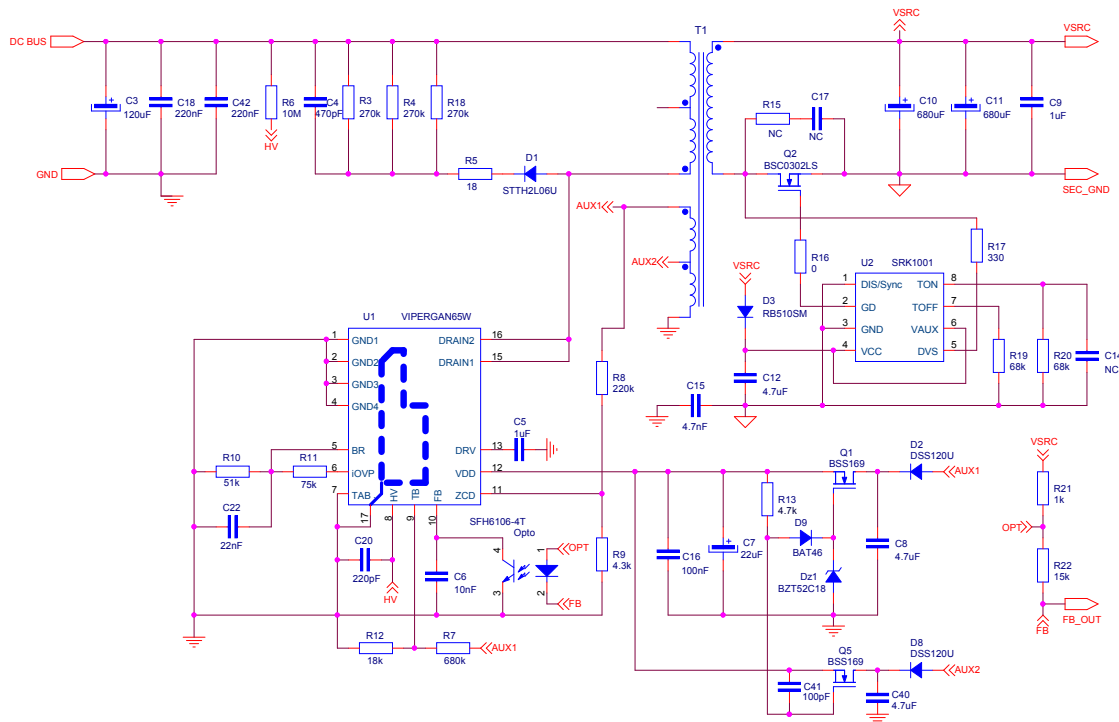 VSRC
DC BUS
T1
VSRC
C3
120uF
C18
220nF
C42
220nF
R6
10M
HV
C4
470pF
R3
270k
R4
270k
R18
270k
R15
NC
C17
NC
C10
680uF
C11
680uF
C9
1uF
GND
R5
18
D1
STTH2L06U
Q2
BSC0302LS
SEC_GND
AUX1
AUX2
VSRC
R16
0
R17
330
U2 SRK1001
1 DIS/Sync TON 8
2 GD TOFF 7
3 GND VAUX 6
4 VCC DVS 5
D3
RB510SM
C12
4.7uF
C15
4.7nF
R19
68k
R20
68k
C14
NC
U1 VIPERGAN65W
1 GND1 DRAIN2 16
2 GND2 DRAIN1 15
3 GND3
4 GND4
5 BR DRV 13
6 iOVP VDD 12
7 TAB ZCD 11
HV TB FB
17 8 9 10
R8
220k
C5
1uF
R10
51k
R11
75k
C22
22nF
C20
220pF
HV
C6
10nF
SFH6106-4T
Opto
4 1 OPT
3 2 FB
R9
4.3k
R12
18k
R7
680k
AUX1
C16
100nF
C7
22uF
R13
4.7k
D9
BAT46
Dz1
BZT52C18
Q1
BSS169
D2
DSS120U
AUX1
C8
4.7uF
Q5
BSS169
D8
DSS120U
AUX2
C41
100pF
C40
4.7uF
VSRC
R21
1k
OPT
R22
15k
FB_OUT
FB